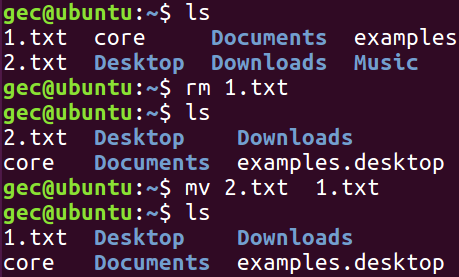 gec@ubuntu:~$ ls
1.txt  core       Documents  examples
2.txt  Desktop  Downloads  Music
gec@ubuntu:~$ rm 1.txt
gec@ubuntu:~$ ls
2.txt  Desktop    Downloads
core   Documents  examples.desktop
gec@ubuntu:~$ mv 2.txt  1.txt
gec@ubuntu:~$ ls
1.txt  Desktop    Downloads
core   Documents  examples.desktop